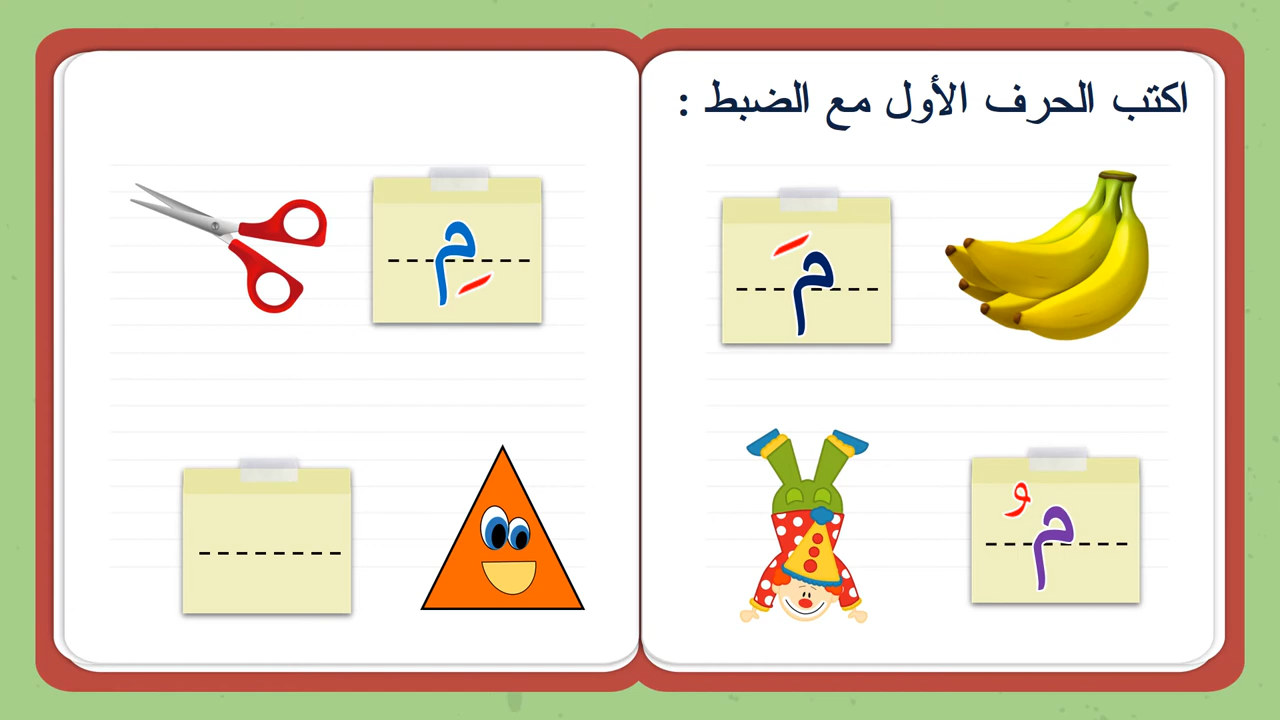 اكتب الحرف الأول مع الضبط :
مَ
مِ
مُ